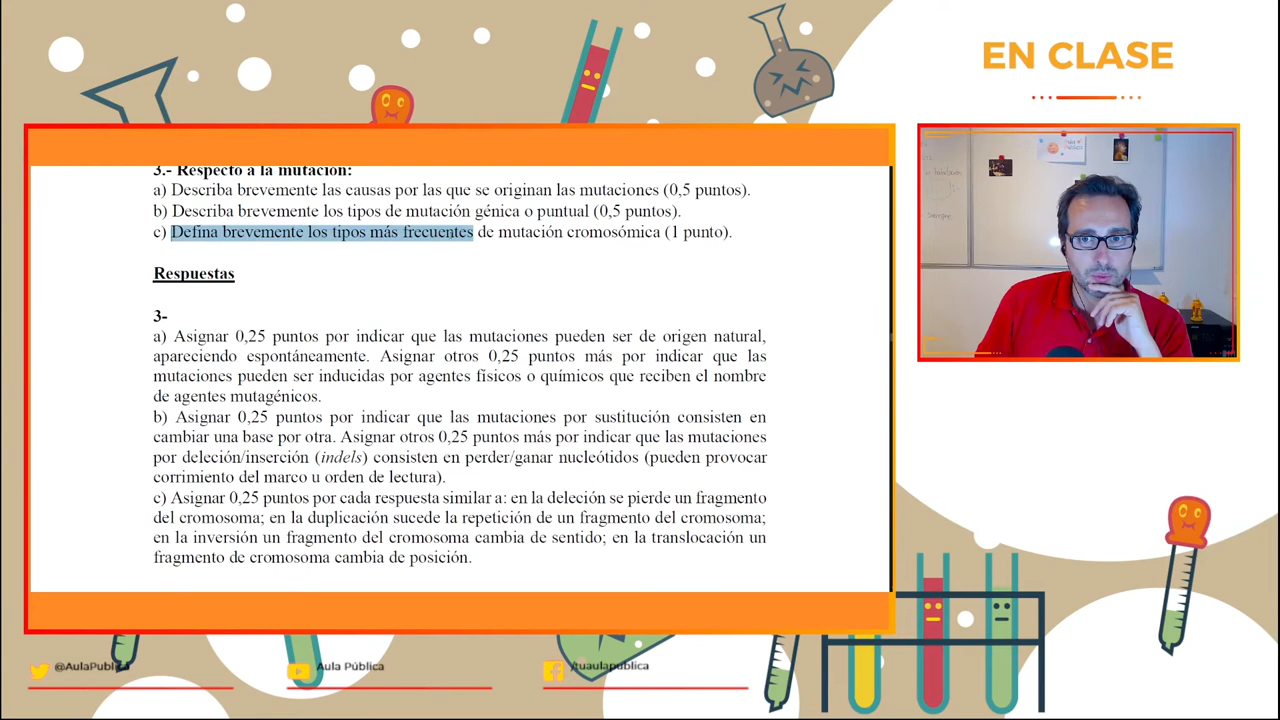 EN CLASE
3.- Respecto a la mutación:
a) Describa brevemente las causas por las que se originan las mutaciones (0,5 puntos).
b) Describa brevemente los tipos de mutación génica o puntual (0,5 puntos).
c) Defina brevemente los tipos más frecuentes de mutación cromosómica (1 punto).
Respuestas
3-
a) Asignar 0,25 puntos por indicar que las mutaciones pueden ser de origen natural,
apareciendo espontáneamente. Asignar otros 0,25 puntos más por indicar que las
mutaciones pueden ser inducidas por agentes físicos o químicos que reciben el nombre
de agentes mutagénicos.
b) Asignar 0,25 puntos por indicar que las mutaciones por sustitución consisten en
cambiar una base por otra. Asignar otros 0,25 puntos más por indicar que las mutaciones
por deleción/inserción (indels) consisten en perder/ganar nucleótidos (pueden provocar
corrimiento del marco u orden de lectura).
c) Asignar 0,25 puntos por cada respuesta similar a: en la deleción se pierde un fragmento
del cromosoma; en la duplicación sucede la repetición de un fragmento del cromosoma;
en la inversión un fragmento del cromosoma cambia de sentido; en la translocación un
fragmento de cromosoma cambia de posición.
@AulaPublica
Aula Pública
/tuaulapublica